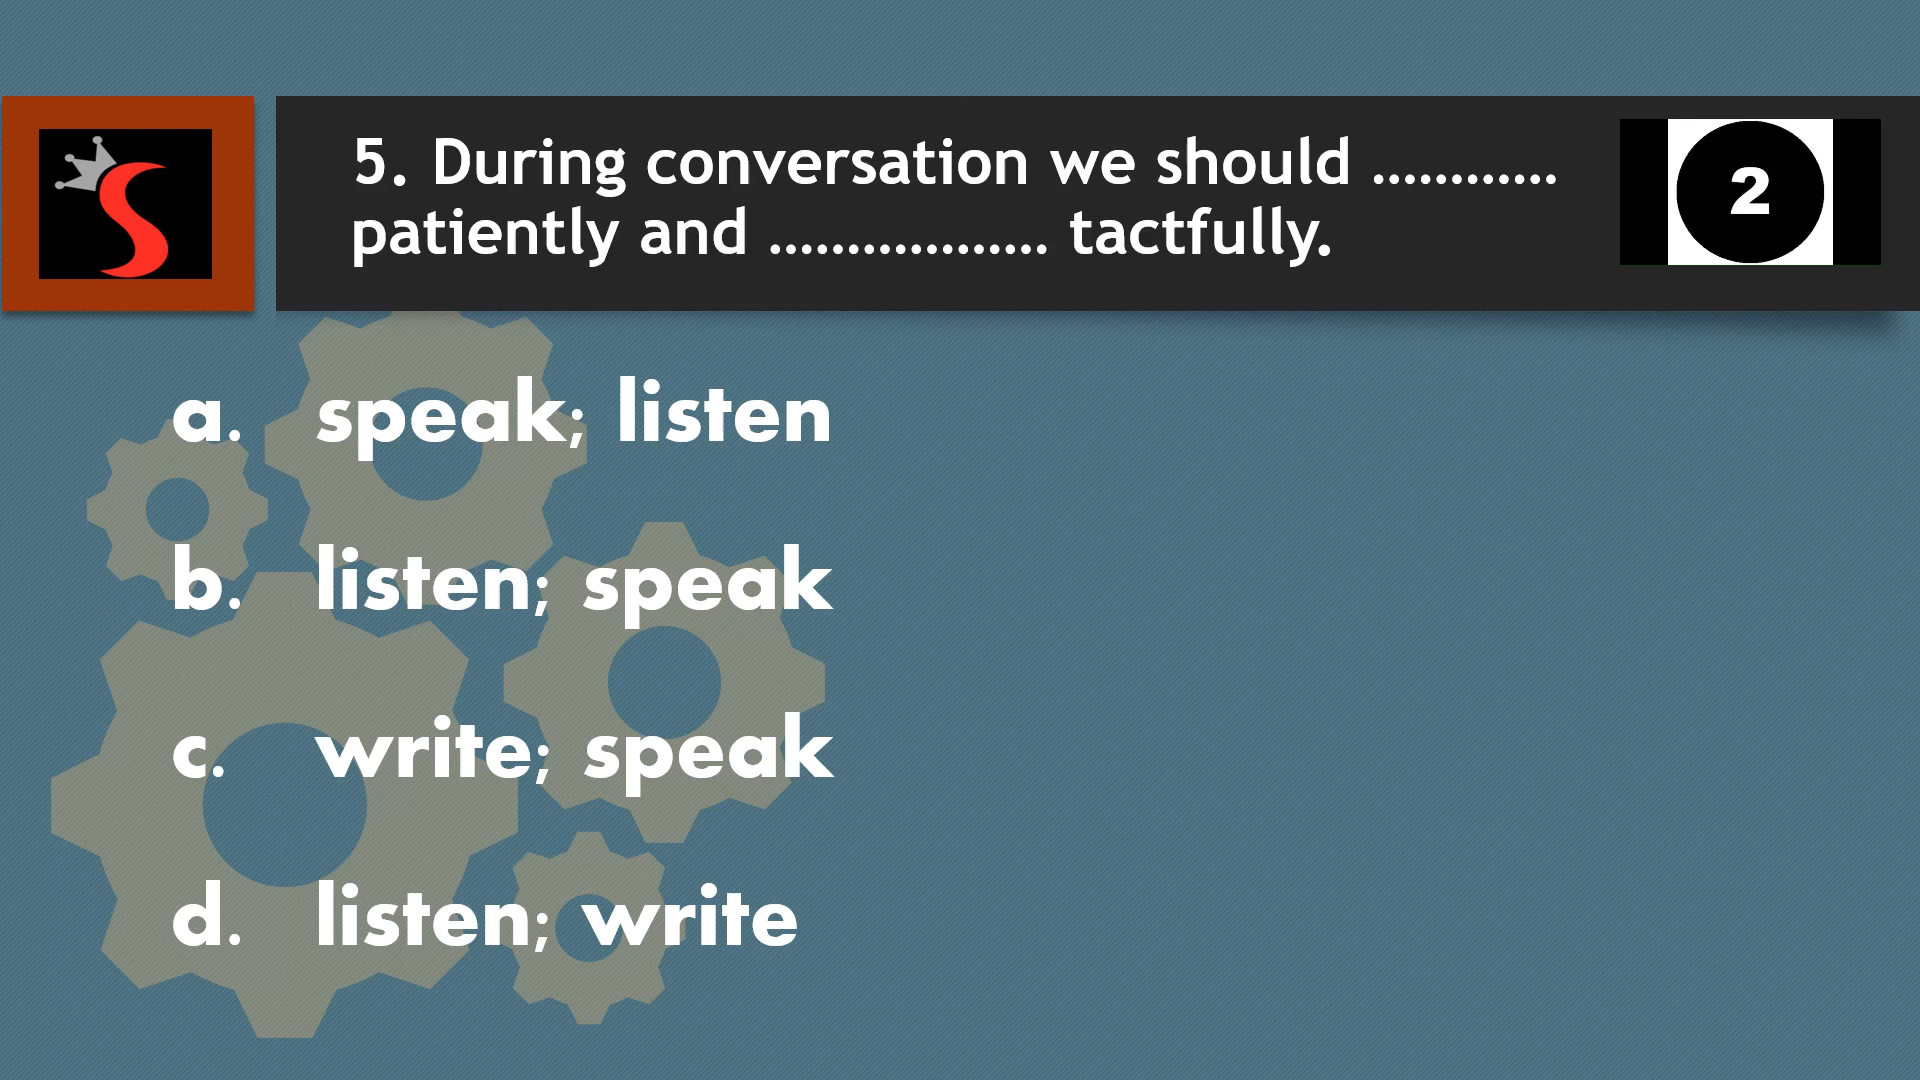 5. During conversation we should ............
patiently and .................. tactfully.
2
a. speak; listen
b. listen; speak
c. write; speak
d. listen; write